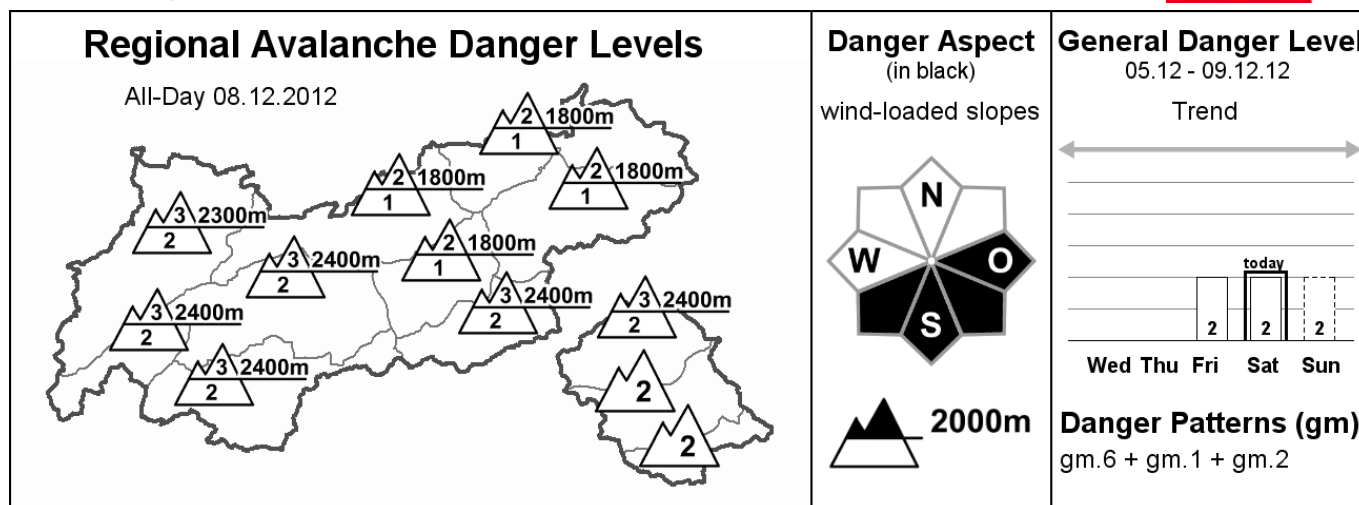 Regional Avalanche Danger Levels
All-Day 08.12.2012
2 1800m
1
2 1800m
1
2 1800m
1
3 2300m
2
2 1800m
1
3 2400m
2
3 2400m
2
3 2400m
2
3 2400m
2
3 2400m
2
2
2
Danger Aspect
(in black)
wind-loaded slopes
N
W
O
S
2000m
General Danger Level
05.12 - 09.12.12
Trend
today
2 2 2
Wed Thu Fri Sat Sun
Danger Patterns (gm)
gm.6 + gm.1 + gm.2